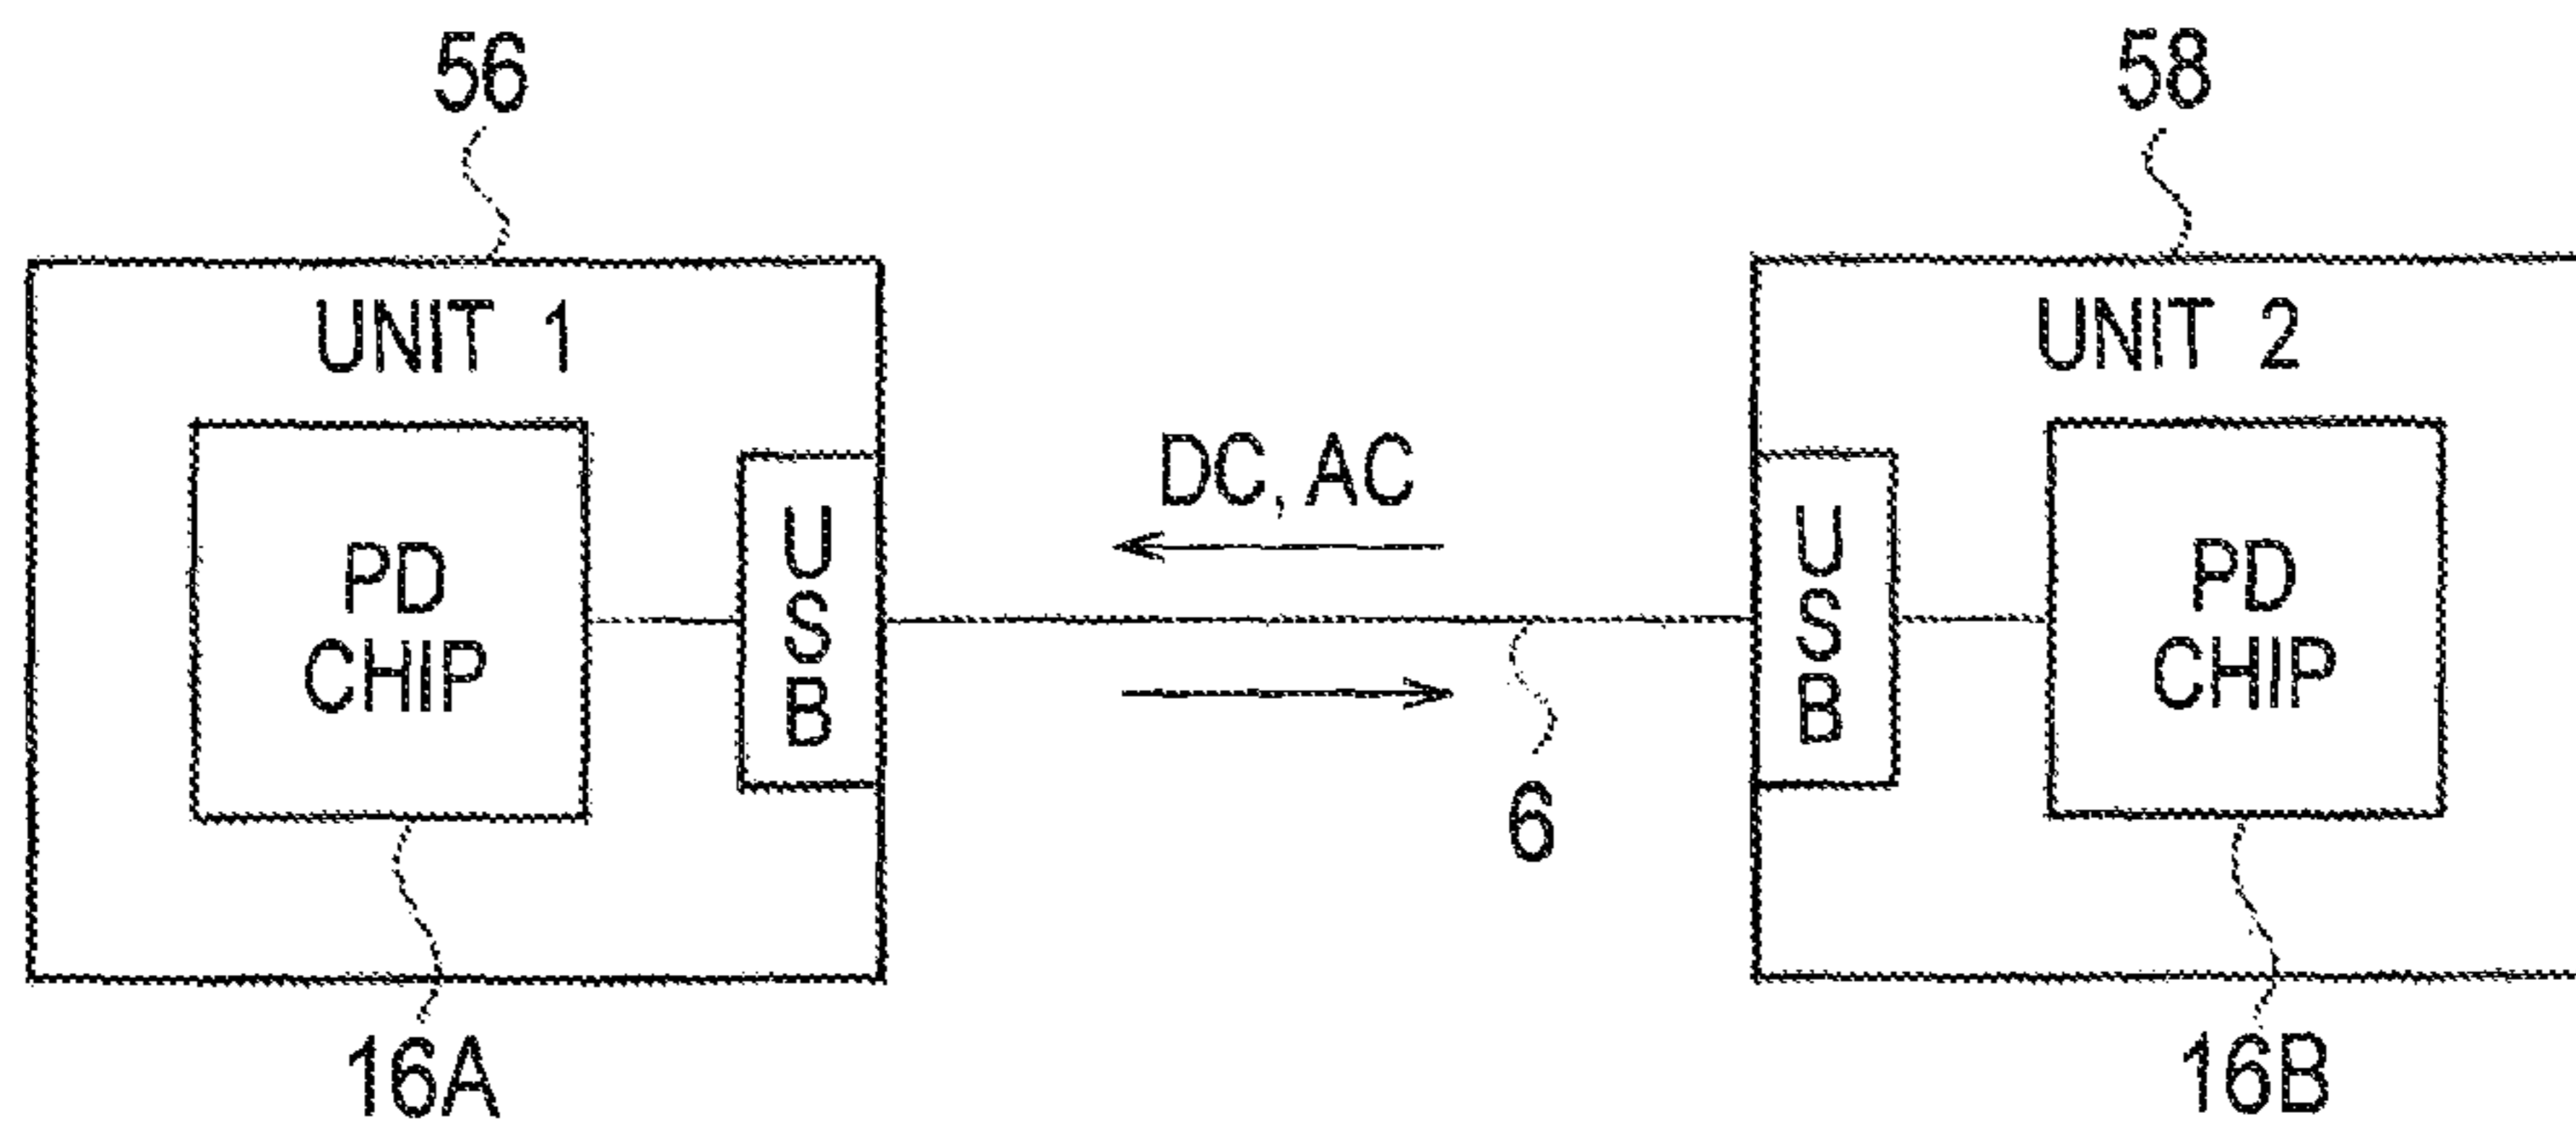 56
58
UNIT 1
UNIT 2
DC, AC
PD
CHIP
USB
USB
PD
CHIP
6
16A
16B